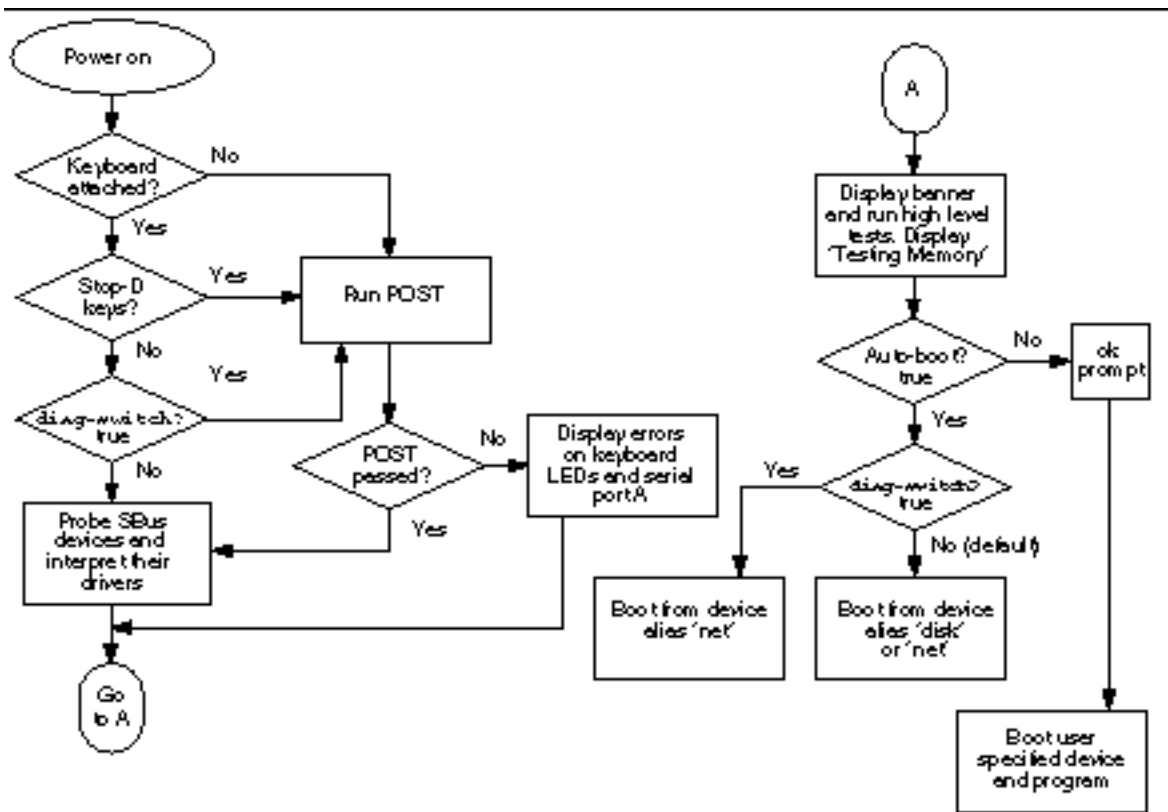 Power on
Keyboard
attached?
No
Yes
Stop-D
keys?
Yes
No
diag-switch?
true
Yes
No
Run POST
POST
passed?
No
Yes
Display errors
on keyboard
LEDs and serial
port A
Probe SBus
devices and
interpret their
drivers
Go
to A
A
Display banner
and run high level
tests. Display
'Testing Memory'
Auto-boot?
true
No
ok
prompt
Yes
diag-switch?
true
Yes
No (default)
Boot from device
alias 'net'
Boot from device
alias 'disk'
or 'net'
Boot user
specified device
and program